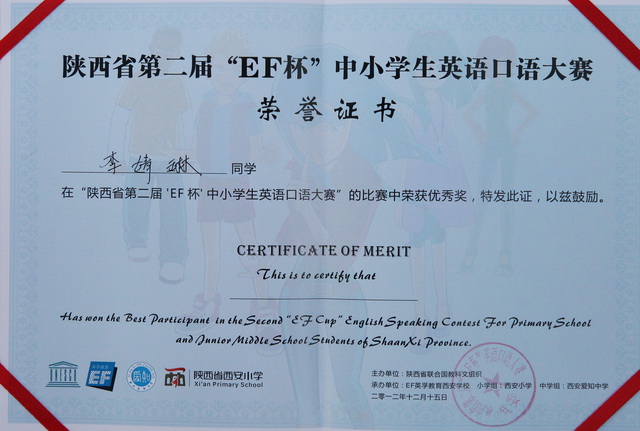 陕西省第二届“EF杯”中小学生英语口语大赛
荣誉证书
李婧琳 同学
在“陕西省第二届‘EF杯’中小学生英语口语大赛”的比赛中荣获优秀奖，特发此证，以兹鼓励。
CERTIFICATE OF MERIT
This is to certify that
Has won the Best Participant in the Second “EF Cup” English Speaking Contest For Primary School
and Junior Middle School Students of ShaanXi Province.
EF
陕西省西安小学
Xi'an Primary School
主办单位：陕西省联合国教科文组织
承办单位：EF英孚教育西安学校 小学组：西安小学 中学组：西安爱知中学
二〇一二年十二月十五日